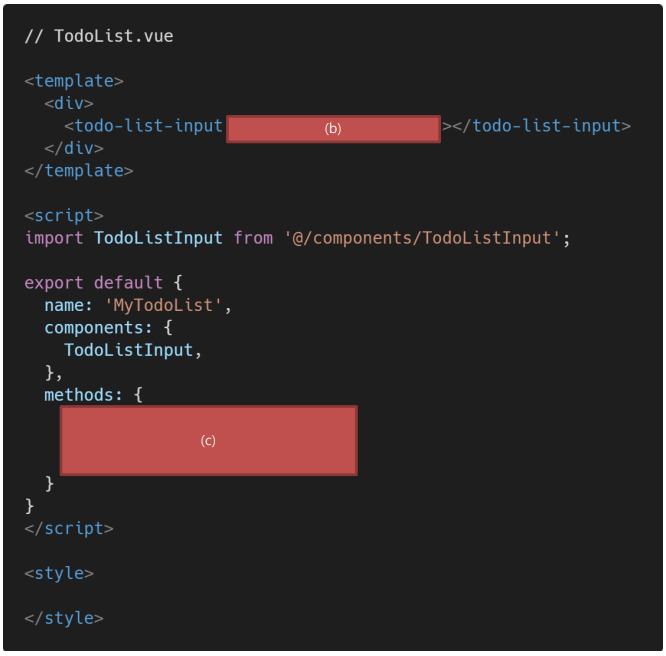 // TodoList.vue
<template>
<div>
<todo-list-input (b) ></todo-list-input>
</div>
</template>
<script>
import TodoListInput from '@/components/TodoListInput';
export default {
name: 'MyTodoList',
components: {
TodoListInput,
},
methods: {
(c)
}
}
</script>
<style>
</style>